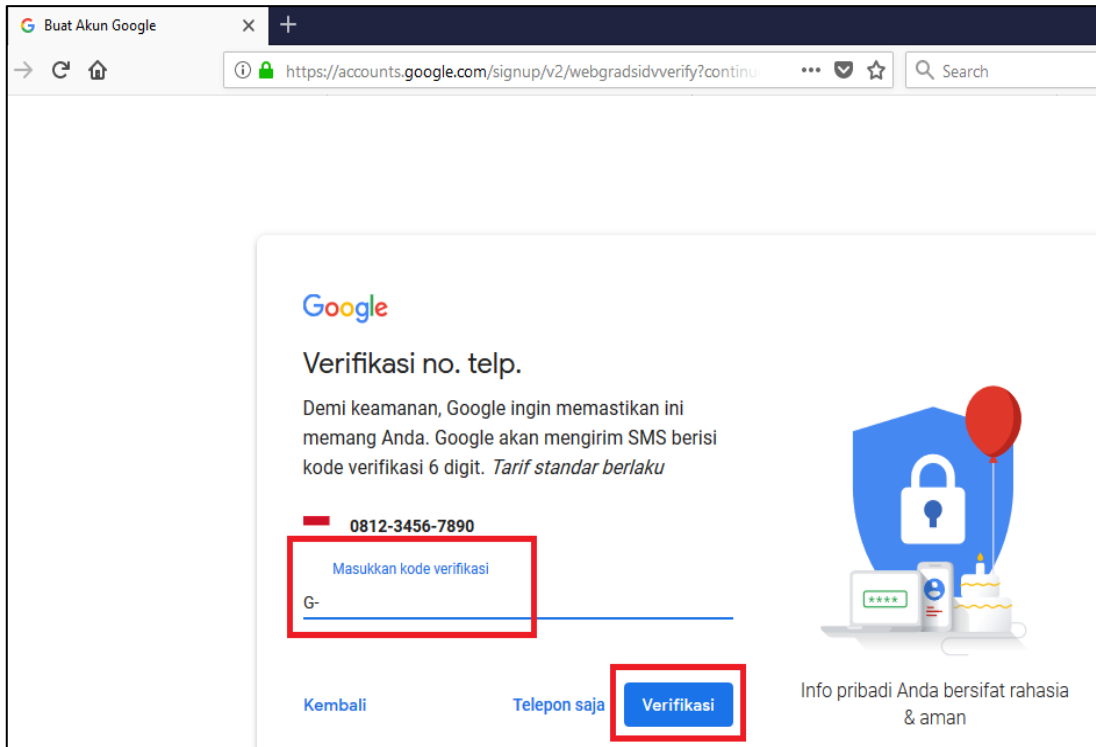 Buat Akun Google
https://accounts.google.com/signup/v2/webgradsidvverify?continu
Search
Google
Verifikasi no. telp.
Demi keamanan, Google ingin memastikan ini
memang Anda. Google akan mengirim SMS berisi
kode verifikasi 6 digit. Tarif standar berlaku
0812-3456-7890
Masukkan kode verifikasi
G-
****
Kembali
Telepon saja
Verifikasi
Info pribadi Anda bersifat rahasia
& aman